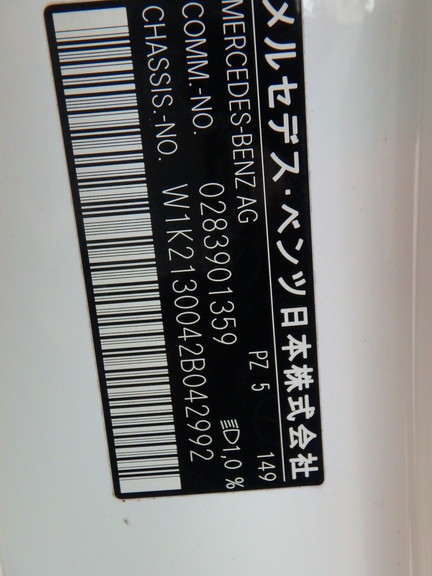 メルセデス・ベンツ日本株式会社
MERCEDES-BENZ AG
PZ 5
149
COMM.-NO. 0283901359
1,0 %
CHASSIS.-NO. W1K2130042B042992